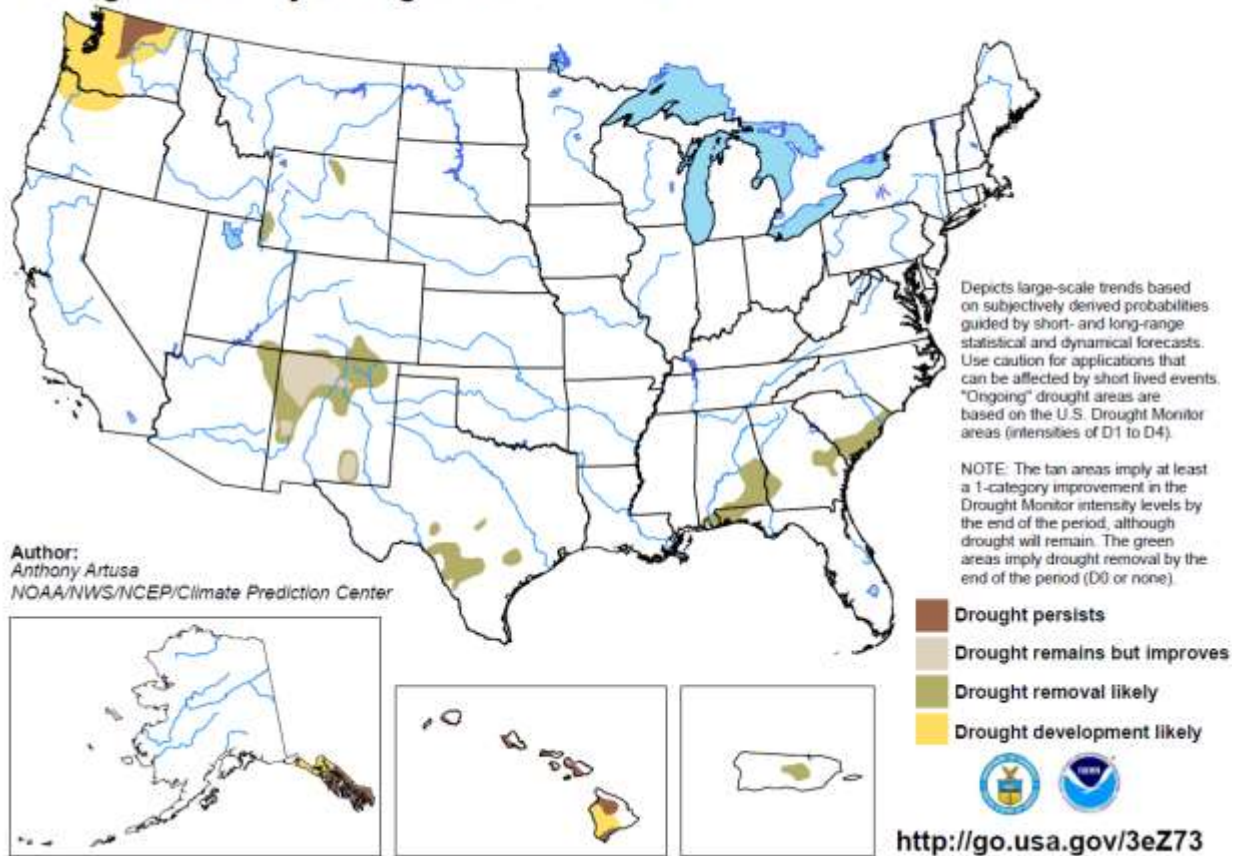 Depicts large-scale trends based
on subjectively derived probabilities
guided by short- and long-range
statistical and dynamical forecasts.
Use caution for applications that
can be affected by short lived events.
"Ongoing" drought areas are
based on the U.S. Drought Monitor
areas (intensities of D1 to D4).
NOTE: The tan areas imply at least
a 1-category improvement in the
Drought Monitor intensity levels by
the end of the period, although
drought will remain. The green
areas imply drought removal by the
end of the period (D0 or none).
Author:
Anthony Artusa
NOAA/NWS/NCEP/Climate Prediction Center
Drought persists
Drought remains but improves
Drought removal likely
Drought development likely
http://go.usa.gov/3eZ73